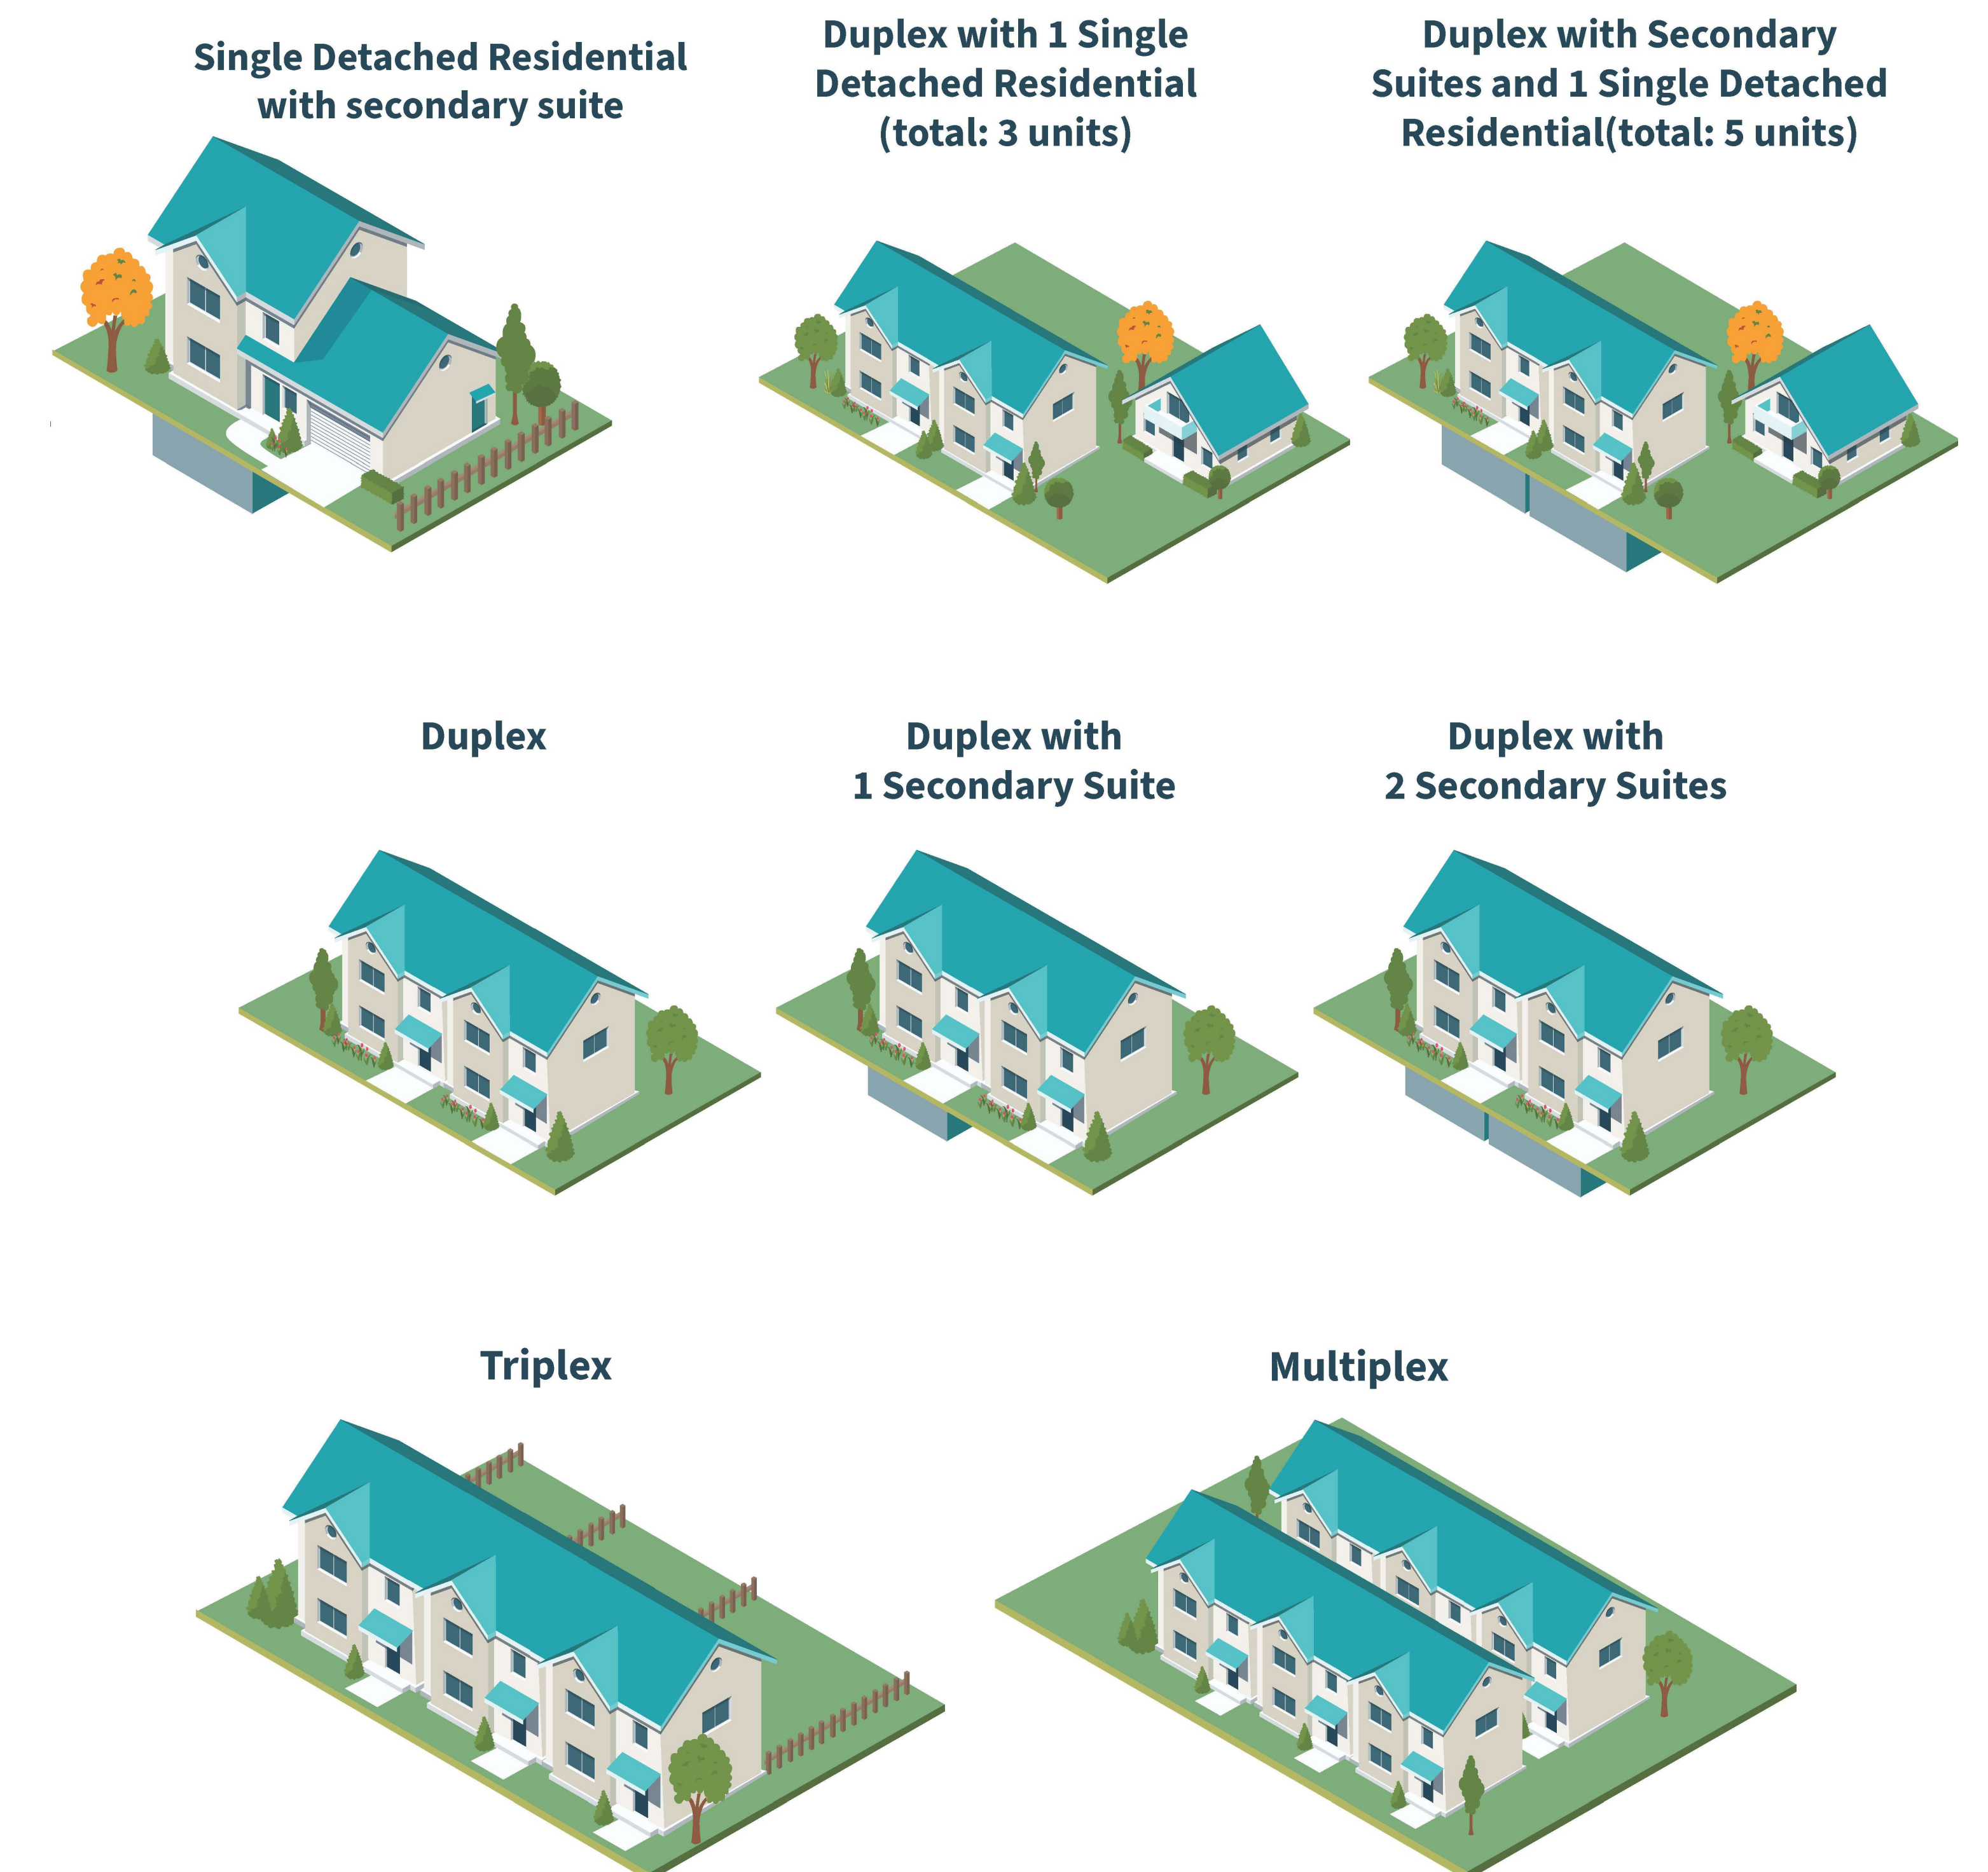 Single Detached Residential
with secondary suite
Duplex with 1 Single
Detached Residential
(total: 3 units)
Duplex with Secondary
Suites and 1 Single Detached
Residential(total: 5 units)
Duplex
Duplex with
1 Secondary Suite
Duplex with
2 Secondary Suites
Triplex
Multiplex